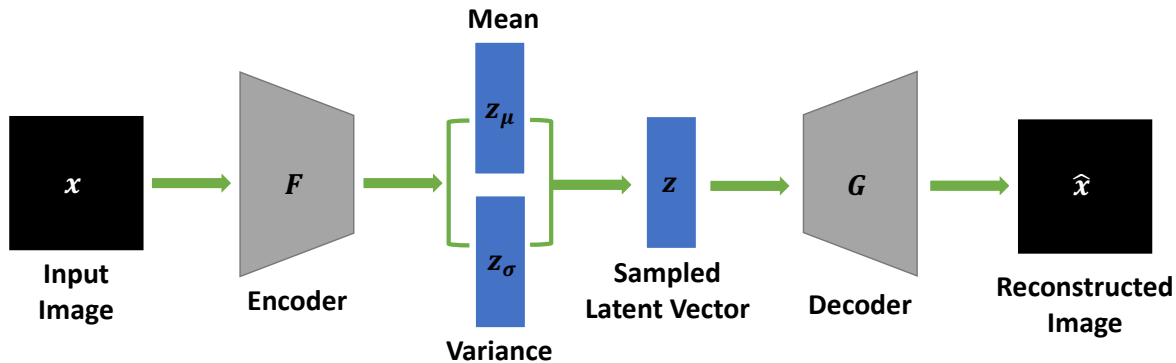 Mean
x
F
z_μ
z_σ
z
G
x̂
Input
Image
Encoder
Variance
Sampled
Latent Vector
Decoder
Reconstructed
Image